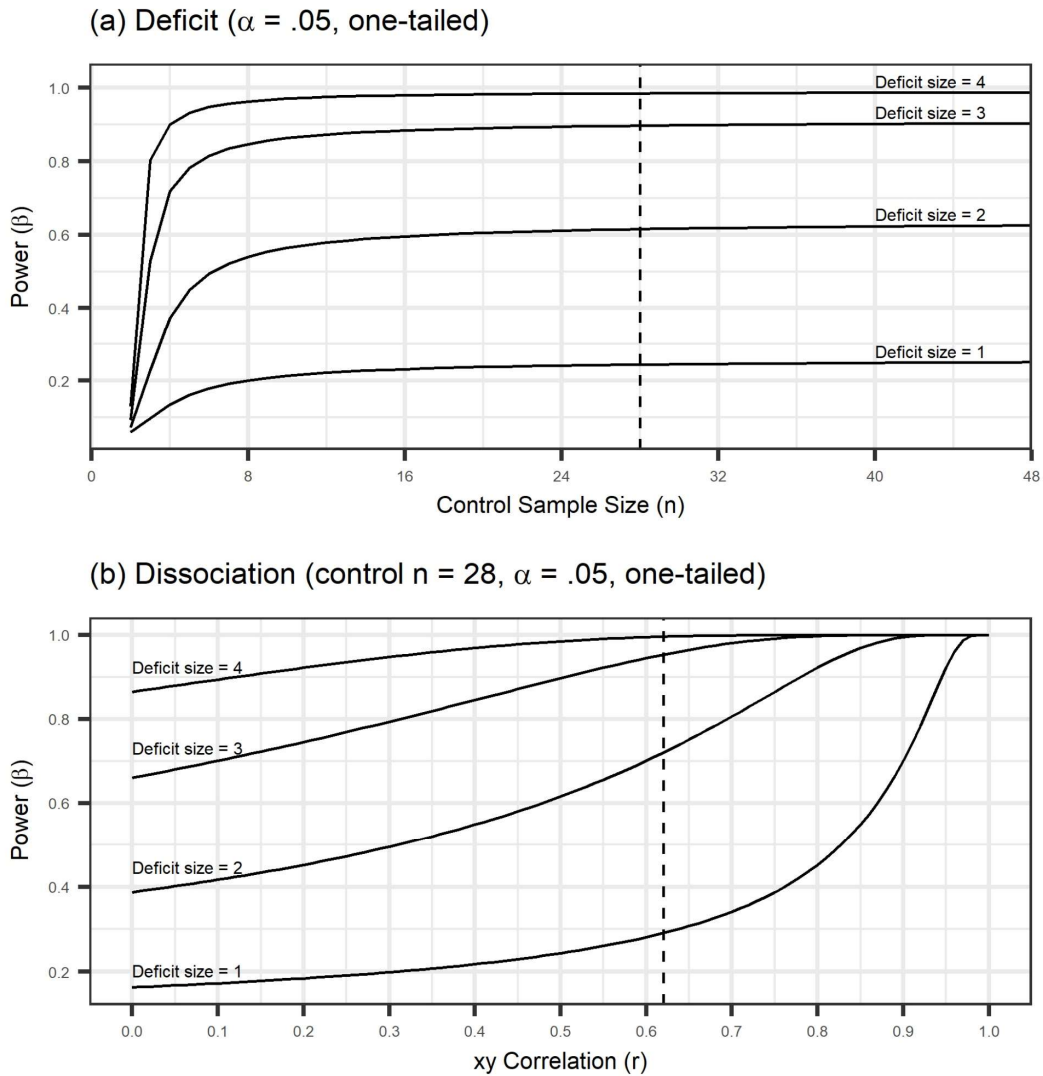 (a) Deficit (α = .05, one-tailed)
1.0
0.8
0.6
0.4
0.2
Power (β)
Deficit size = 4
Deficit size = 3
Deficit size = 2
Deficit size = 1
0 8 16 24 32 40 48
Control Sample Size (n)
(b) Dissociation (control n = 28, α = .05, one-tailed)
1.0
0.8
0.6
0.4
0.2
Power (β)
Deficit size = 4
Deficit size = 3
Deficit size = 2
Deficit size = 1
0.0 0.1 0.2 0.3 0.4 0.5 0.6 0.7 0.8 0.9 1.0
xy Correlation (r)